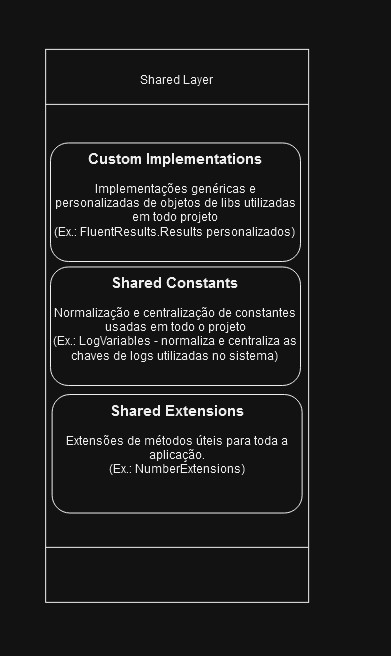 Shared Layer
Custom Implementations
Implementações genéricas e
personalizadas de objetos de libs utilizadas
em todo projeto
(Ex.: FluentResults.Results personalizados)
Shared Constants
Normalização e centralização de constantes
usadas em todo o projeto
(Ex.: LogVariables - normaliza e centraliza as
chaves de logs utilizadas no sistema)
Shared Extensions
Extensões de métodos úteis para toda a
aplicação.
(Ex.: NumberExtensions)